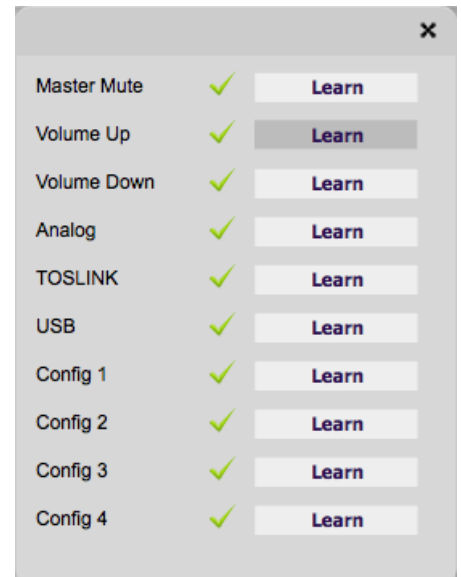 Master Mute Learn
Volume Up Learn
Volume Down Learn
Analog Learn
TOSLINK Learn
USB Learn
Config 1 Learn
Config 2 Learn
Config 3 Learn
Config 4 Learn